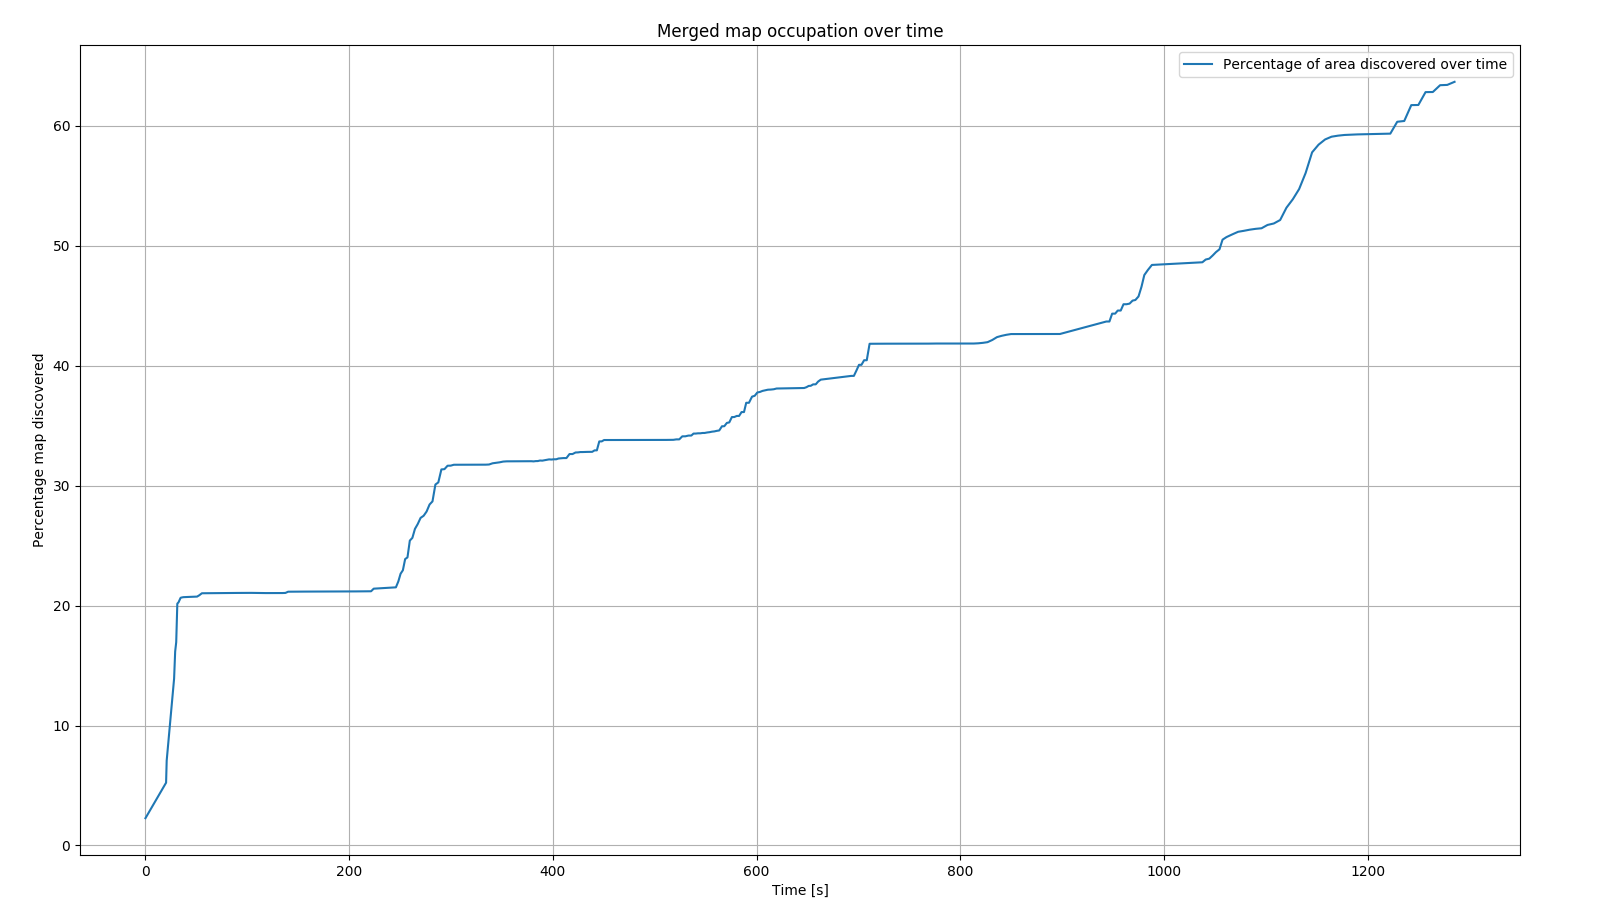 Merged map occupation over time
Percentage of area discovered over time
Percentage map discovered
60
50
40
30
20
10
0
0 200 400 600 800 1000 1200
Time [s]